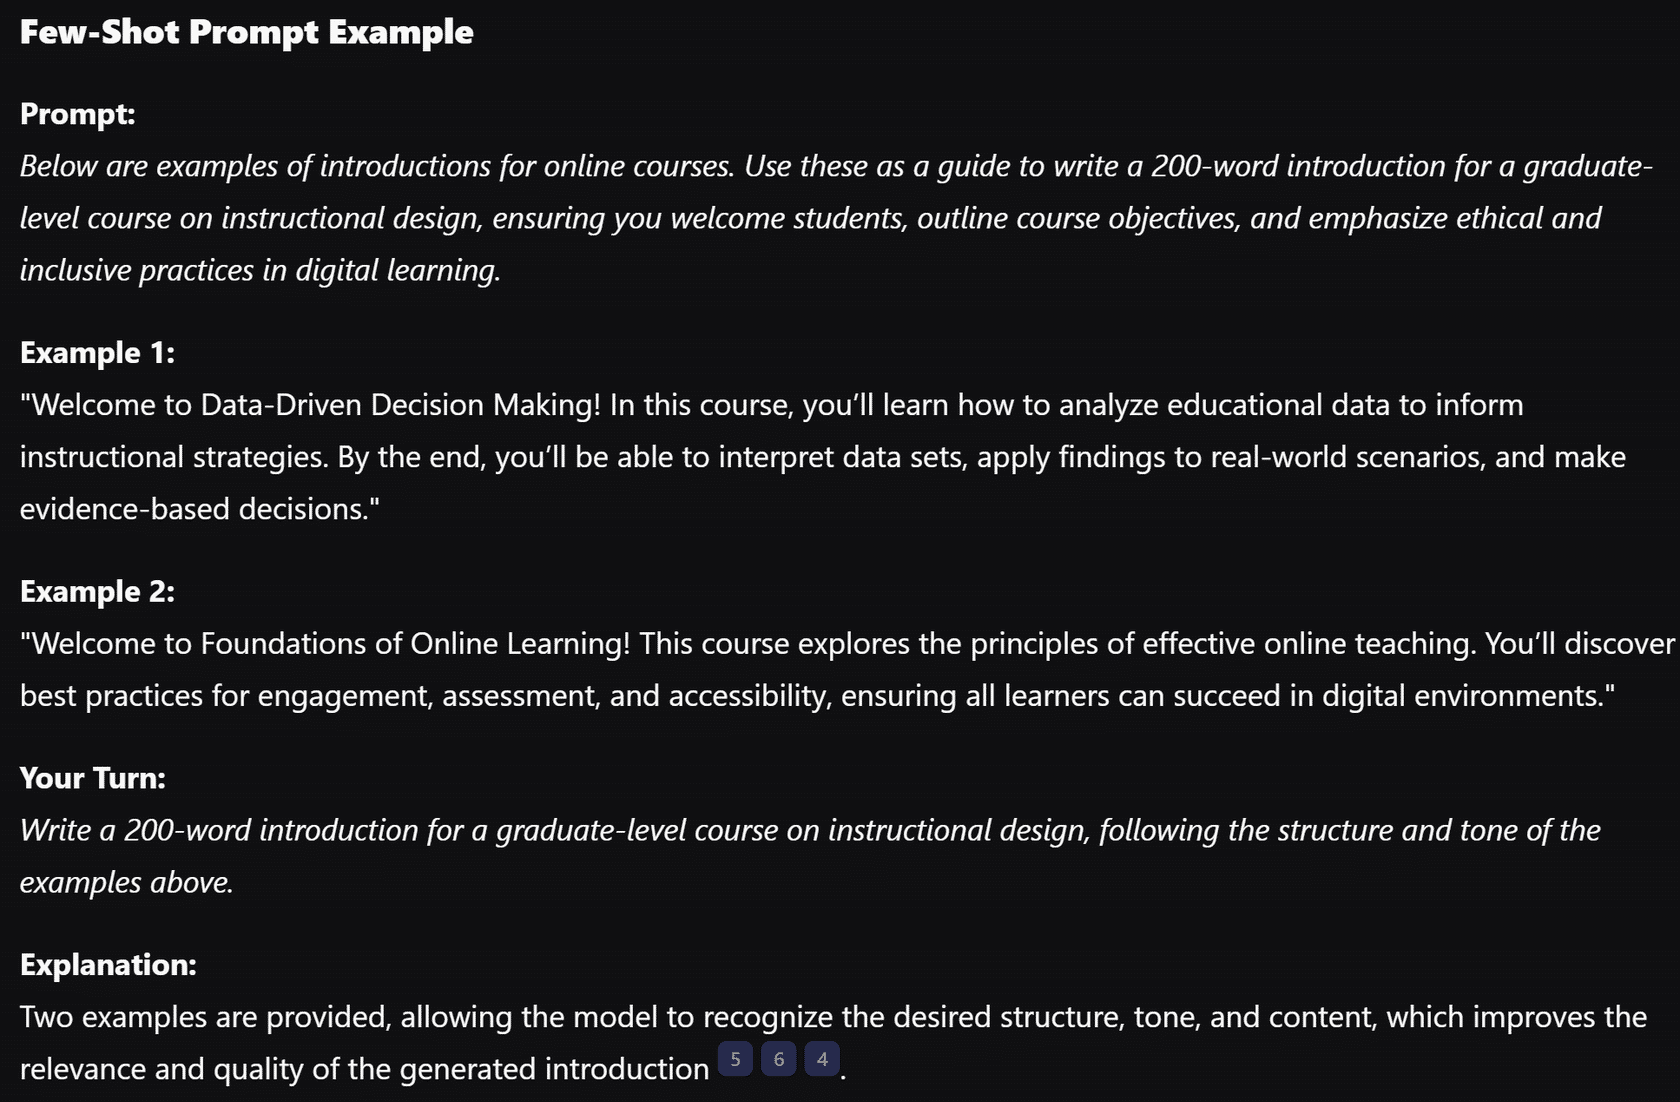 Few-Shot Prompt Example
Prompt:
Below are examples of introductions for online courses. Use these as a guide to write a 200-word introduction for a graduate-
level course on instructional design, ensuring you welcome students, outline course objectives, and emphasize ethical and
inclusive practices in digital learning.
Example 1:
"Welcome to Data-Driven Decision Making! In this course, you’ll learn how to analyze educational data to inform
instructional strategies. By the end, you’ll be able to interpret data sets, apply findings to real-world scenarios, and make
evidence-based decisions."
Example 2:
"Welcome to Foundations of Online Learning! This course explores the principles of effective online teaching. You’ll discover
best practices for engagement, assessment, and accessibility, ensuring all learners can succeed in digital environments."
Your Turn:
Write a 200-word introduction for a graduate-level course on instructional design, following the structure and tone of the
examples above.
Explanation:
Two examples are provided, allowing the model to recognize the desired structure, tone, and content, which improves the
relevance and quality of the generated introduction 5 6 4 .